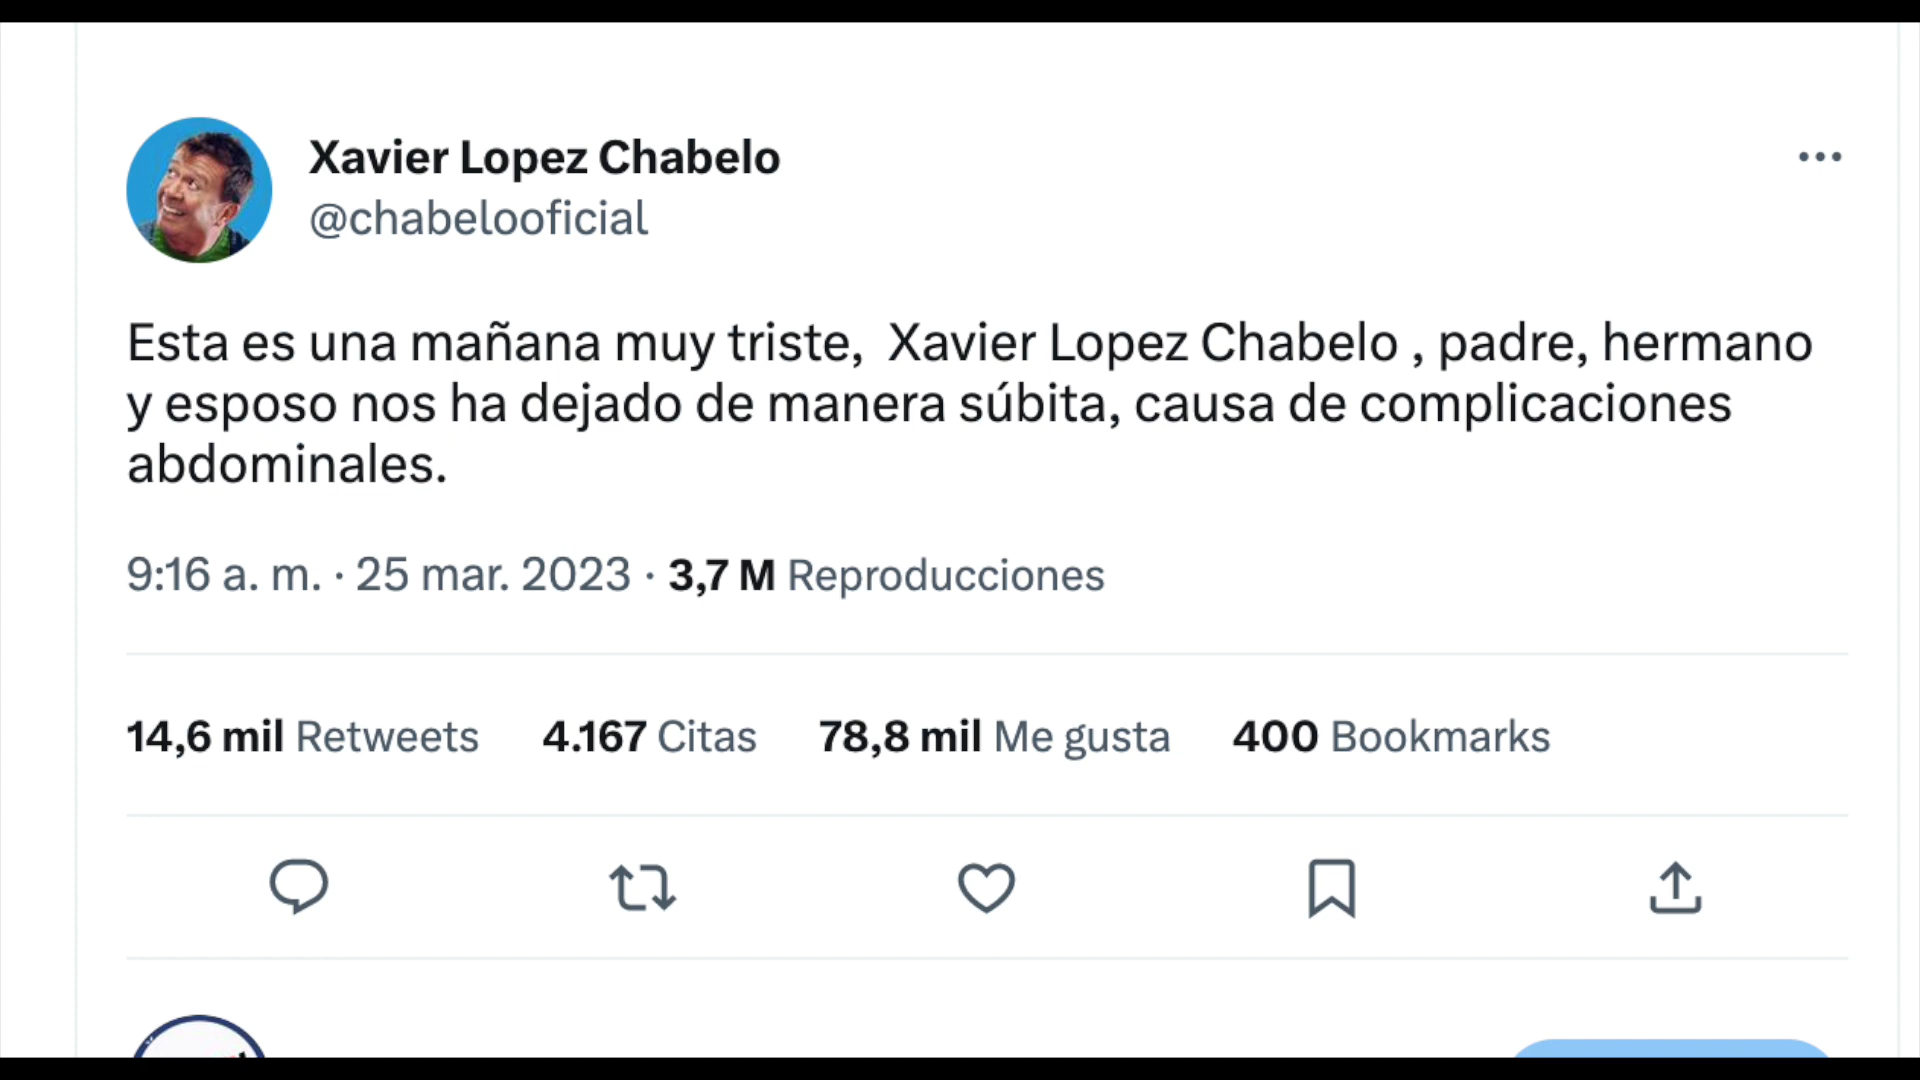 Xavier Lopez Chabelo
@chabelooficial
Esta es una mañana muy triste,  Xavier Lopez Chabelo , padre, hermano
y esposo nos ha dejado de manera súbita, causa de complicaciones
abdominales.
9:16 a. m. · 25 mar. 2023 · 3,7 M Reproducciones
14,6 mil Retweets 4.167 Citas 78,8 mil Me gusta 400 Bookmarks